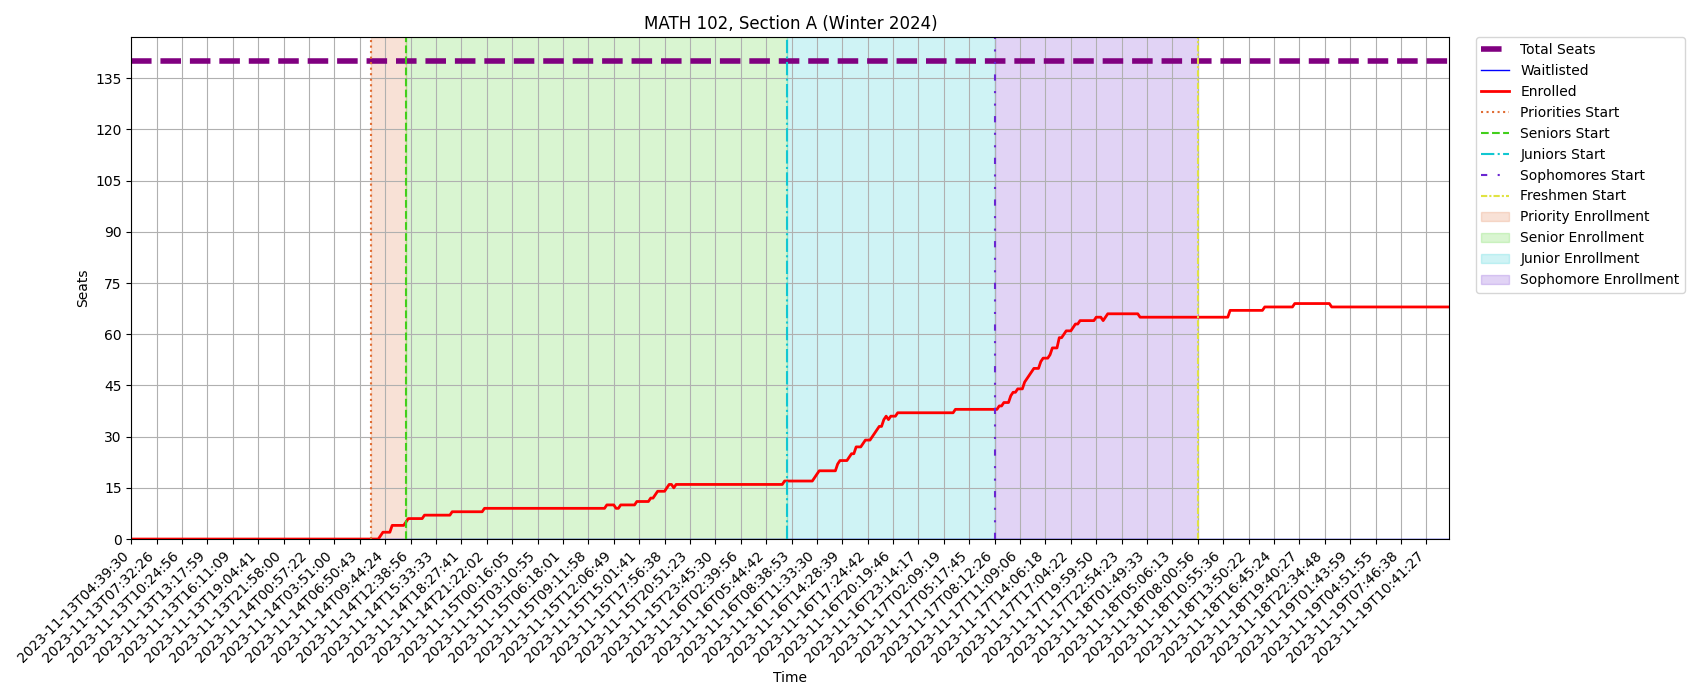 MATH 102, Section A (Winter 2024)
Seats
135
120
105
90
75
60
45
30
15
0
2023-11-13T04:39:30
2023-11-13T07:32:26
2023-11-13T10:24:56
2023-11-13T13:17:59
2023-11-13T16:11:09
2023-11-13T19:04:41
2023-11-13T21:58:00
2023-11-14T00:57:22
2023-11-14T03:51:00
2023-11-14T06:50:43
2023-11-14T09:44:24
2023-11-14T12:38:56
2023-11-14T15:33:33
2023-11-14T18:27:41
2023-11-14T21:22:02
2023-11-15T00:16:05
2023-11-15T03:10:55
2023-11-15T06:18:01
2023-11-15T09:11:58
2023-11-15T12:06:49
2023-11-15T15:01:41
2023-11-15T17:56:38
2023-11-15T20:51:23
2023-11-15T23:45:30
2023-11-16T02:39:56
2023-11-16T05:44:42
2023-11-16T08:38:53
2023-11-16T11:33:30
2023-11-16T14:28:39
2023-11-16T17:24:42
2023-11-16T20:19:46
2023-11-16T23:14:17
2023-11-17T02:09:19
2023-11-17T05:17:45
2023-11-17T08:12:26
2023-11-17T11:09:06
2023-11-17T14:06:18
2023-11-17T17:04:22
2023-11-17T19:59:50
2023-11-17T22:54:23
2023-11-18T01:49:33
2023-11-18T05:06:13
2023-11-18T08:00:56
2023-11-18T10:55:36
2023-11-18T13:50:22
2023-11-18T16:45:24
2023-11-18T19:40:27
2023-11-18T22:34:48
2023-11-19T01:43:59
2023-11-19T04:51:55
2023-11-19T07:46:38
2023-11-19T10:41:27
Time
Total Seats
Waitlisted
Enrolled
Priorities Start
Seniors Start
Juniors Start
Sophomores Start
Freshmen Start
Priority Enrollment
Senior Enrollment
Junior Enrollment
Sophomore Enrollment